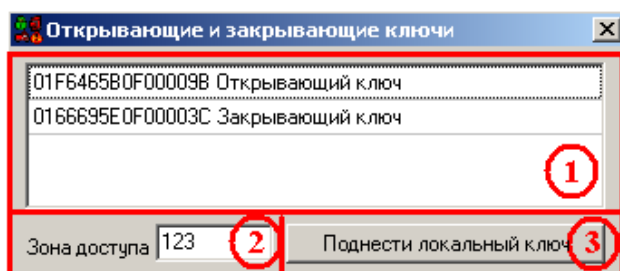 Открывающие и закрывающие ключи
01F6465B0F00009B Открывающий ключ
0166695E0F00003C Закрывающий ключ
1
Зона доступа 123 2 Поднести локальный ключ 3